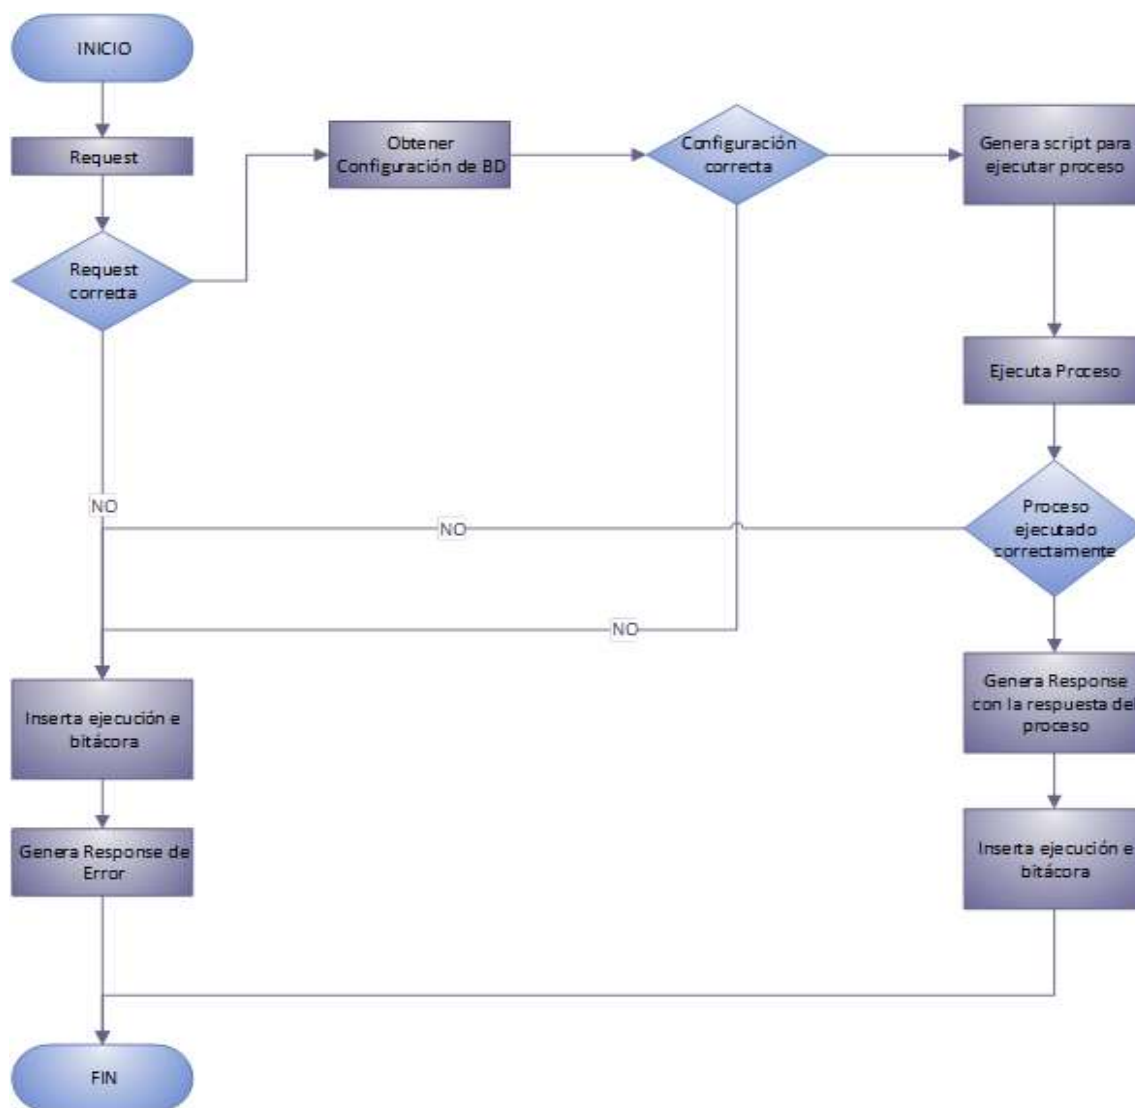 INICIO
Request
Request
correcta
Obtener
Configuración de BD
Configuración
correcta
Genera script para
ejecutar proceso
Ejecuta Proceso
Proceso
ejecutado
correctamente
NO
NO
NO
Genera Response
con la respuesta del
proceso
Inserta ejecución e
bitácora
Inserta ejecución e
bitácora
Genera Response de
Error
FIN